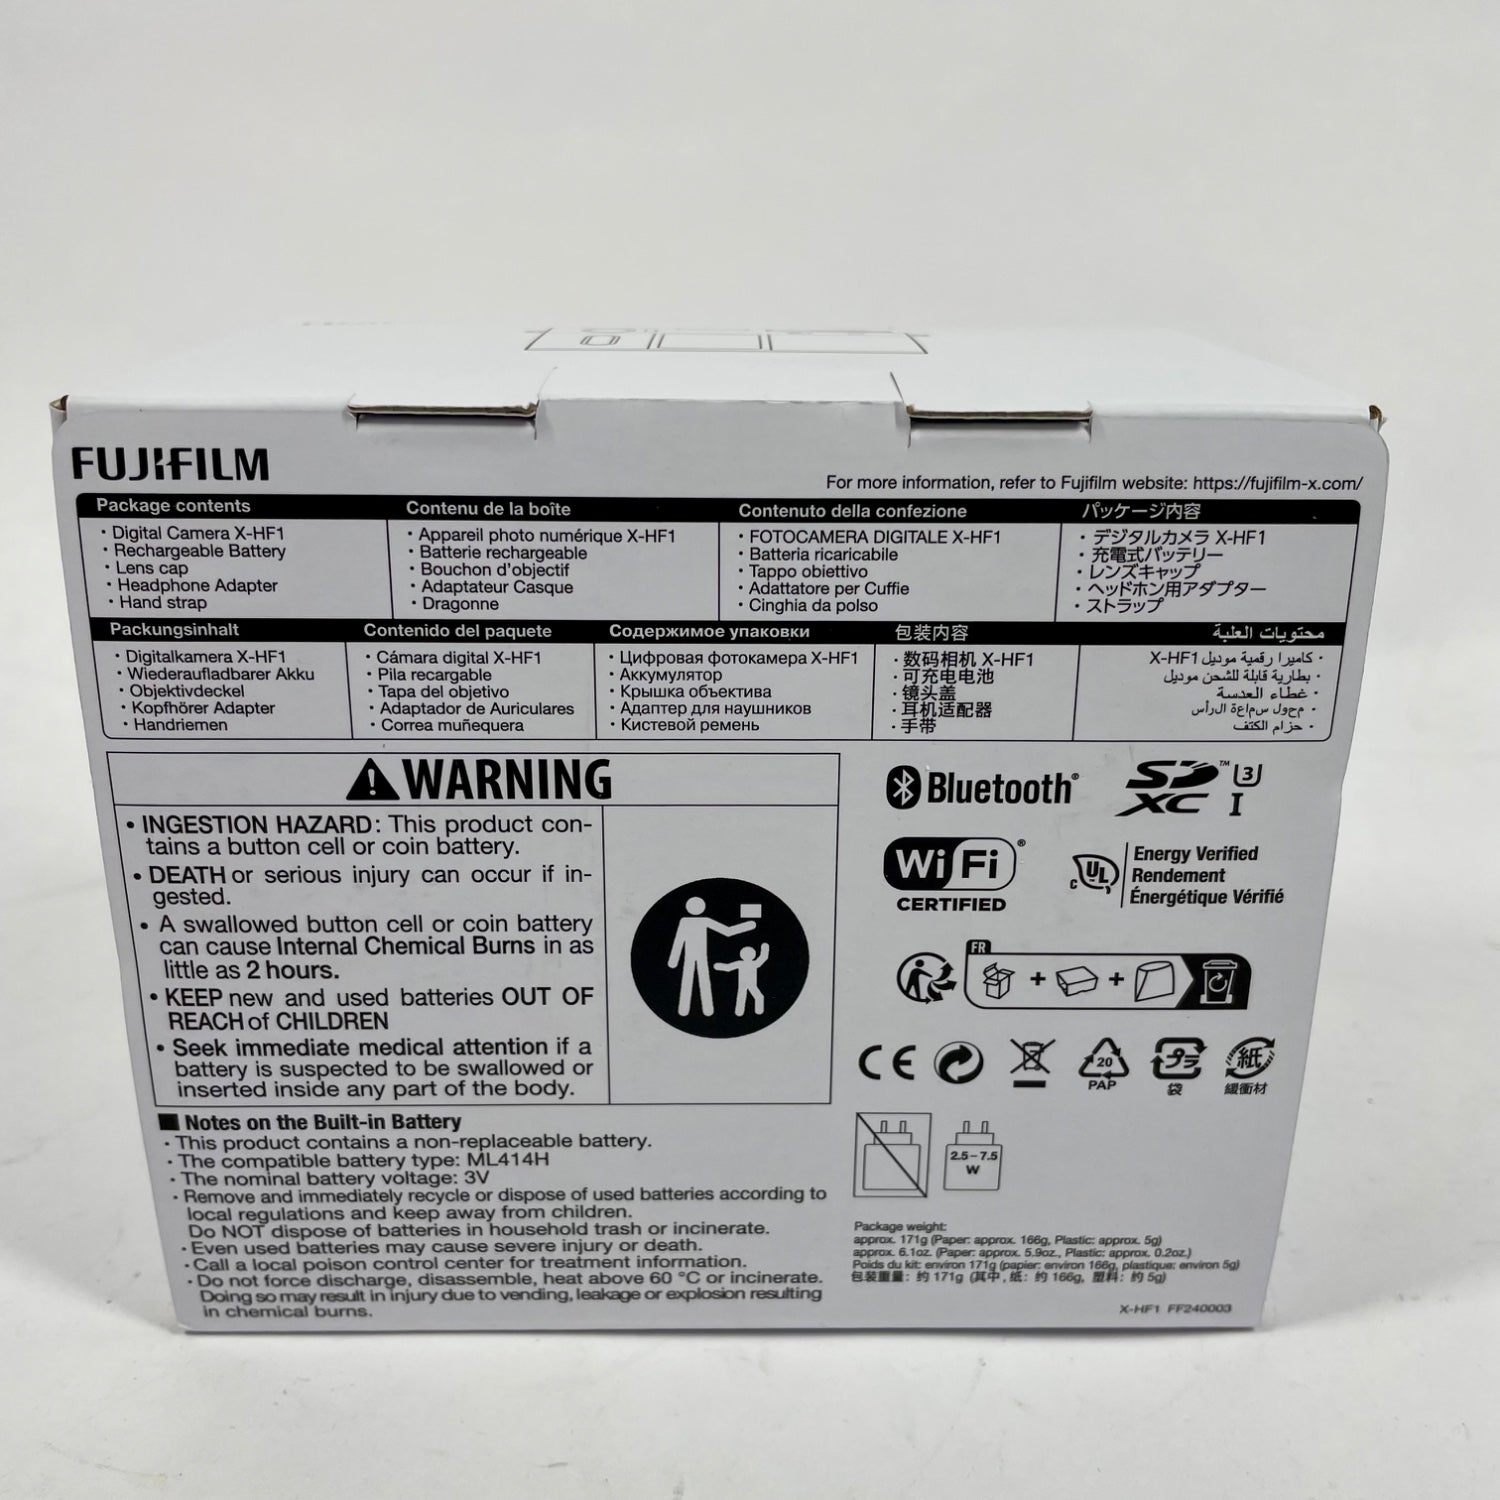 FUJIFILM
For more information, refer to Fujifilm website: https://fujifilm-x.com/
Package contents
· Digital Camera X-HF1
· Rechargeable Battery
· Lens cap
· Headphone Adapter
· Hand strap
Contenu de la boîte
· Appareil photo numérique X-HF1
· Batterie rechargeable
· Bouchon d'objectif
· Adaptateur Casque
· Dragonne
Contenuto della confezione
· FOTOCAMERA DIGITALE X-HF1
· Batteria ricaricabile
· Tappo obiettivo
· Adattatore per Cuffie
· Cinghia da polso
パッケージ内容
· デジタルカメラ X-HF1
· 充電式バッテリー
· レンズキャップ
· ヘッドホン用アダプター
· ストラップ
Packungsinhalt
· Digitalkamera X-HF1
· Wiederaufladbarer Akku
· Objektivdeckel
· Kopfhörer Adapter
· Handriemen
Contenido del paquete
· Cámara digital X-HF1
· Pila recargable
· Tapa del objetivo
· Adaptador de Auriculares
· Correa muñequera
Содержимое упаковки
· Цифровая фотокамера X-HF1
· Аккумулятор
· Крышка объектива
· Адаптер для наушников
· Кистевой ремень
包装内容
· 数码相机 X-HF1
· 可充电电池
· 镜头盖
· 耳机适配器
· 手带
محتويات العلبة
· كاميرا رقمية موديل X-HF1
· بطارية قابلة للشحن موديل
· غطاء العدسة
· محول سماعة الرأس
· حزام الكتف
WARNING
• INGESTION HAZARD: This product con-
tains a button cell or coin battery.
• DEATH or serious injury can occur if in-
gested.
• A swallowed button cell or coin battery
can cause Internal Chemical Burns in as
little as 2 hours.
• KEEP new and used batteries OUT OF
REACH of CHILDREN
• Seek immediate medical attention if a
battery is suspected to be swallowed or
inserted inside any part of the body.
■ Notes on the Built-in Battery
· This product contains a non-replaceable battery.
· The compatible battery type: ML414H
· The nominal battery voltage: 3V
· Remove and immediately recycle or dispose of used batteries according to
local regulations and keep away from children.
Do NOT dispose of batteries in household trash or incinerate.
· Even used batteries may cause severe injury or death.
· Call a local poison control center for treatment information.
· Do not force discharge, disassemble, heat above 60 °C or incinerate.
Doing so may result in injury due to vending, leakage or explosion resulting
in chemical burns.
Bluetooth®
SD XC™ U3 I
Wi Fi®
CERTIFIED
c UL
Energy Verified
Rendement
Énergétique Vérifié
FR
+ +
CE
20
PAP
プラ
袋
紙
緩衝材
2.5–7.5
W
Package weight:
approx. 171g (Paper: approx. 166g, Plastic: approx. 5g)
approx. 6.1oz. (Paper: approx. 5.9oz., Plastic: approx. 0.2oz.)
Poids du kit: environ 171g (papier: environ 166g, plastique: environ 5g)
包装重量: 约 171g (其中, 纸: 约 166g, 塑料: 约 5g)
X-HF1 FF240003